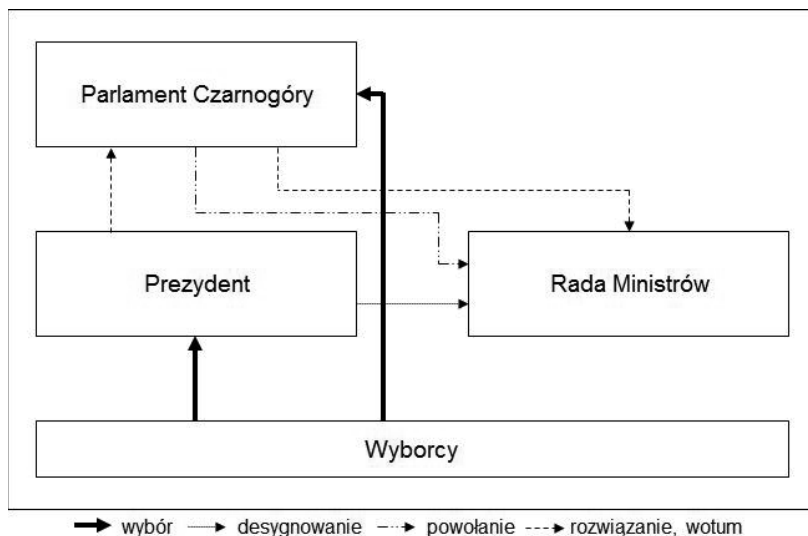 Parlament Czarnogóry
Prezydent
Rada Ministrów
Wyborcy
wybór desygnowanie powołanie rozwiązanie, wotum